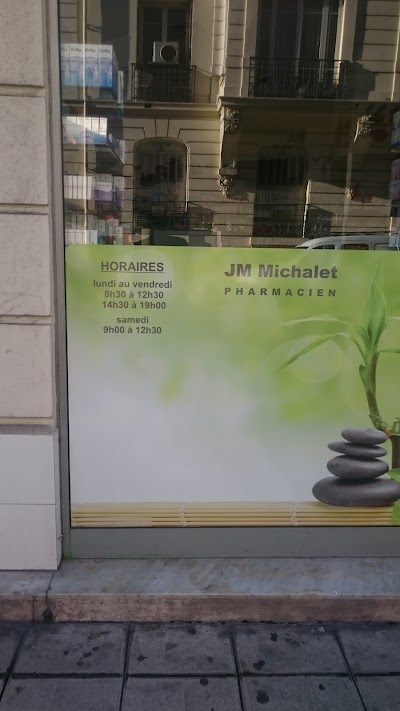 HORAIRES
lundi au vendredi
8h30 à 12h30
14h30 à 19h00
samedi
9h00 à 12h30
JM Michalet
PHARMACIEN